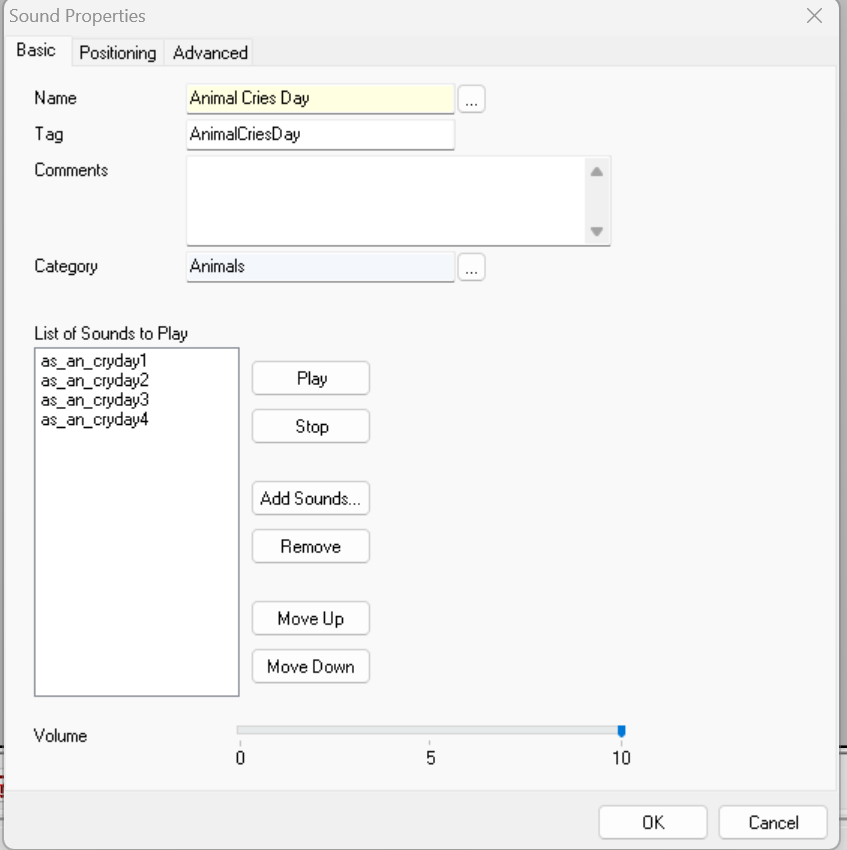 Sound Properties
Basic Positioning Advanced
Name Animal Cries Day ...
Tag AnimalCriesDay
Comments
Category Animals ...
List of Sounds to Play
as_an_cryday1
as_an_cryday2
as_an_cryday3
as_an_cryday4
Play
Stop
Add Sounds...
Remove
Move Up
Move Down
Volume
0 5 10
OK Cancel